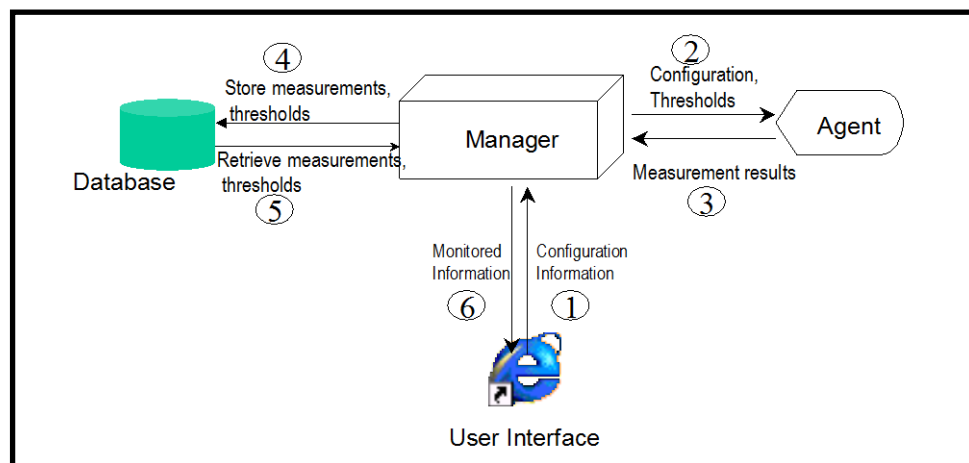 4
Store measurements,
thresholds
Database
Retrieve measurements,
thresholds
5
Manager
2
Configuration,
Thresholds
Agent
Measurement results
3
Monitored
Information
6
Configuration
Information
1
e
User Interface